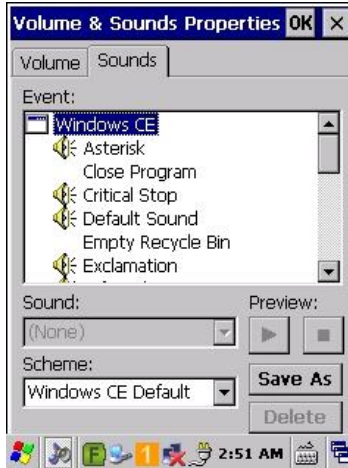 Volume & Sounds Properties OK ×
Volume Sounds
Event:
Windows CE
Asterisk
Close Program
Critical Stop
Default Sound
Empty Recycle Bin
Exclamation
Sound: Preview:
(None)
Scheme:
Windows CE Default Save As
Delete
F 1 2:51 AM